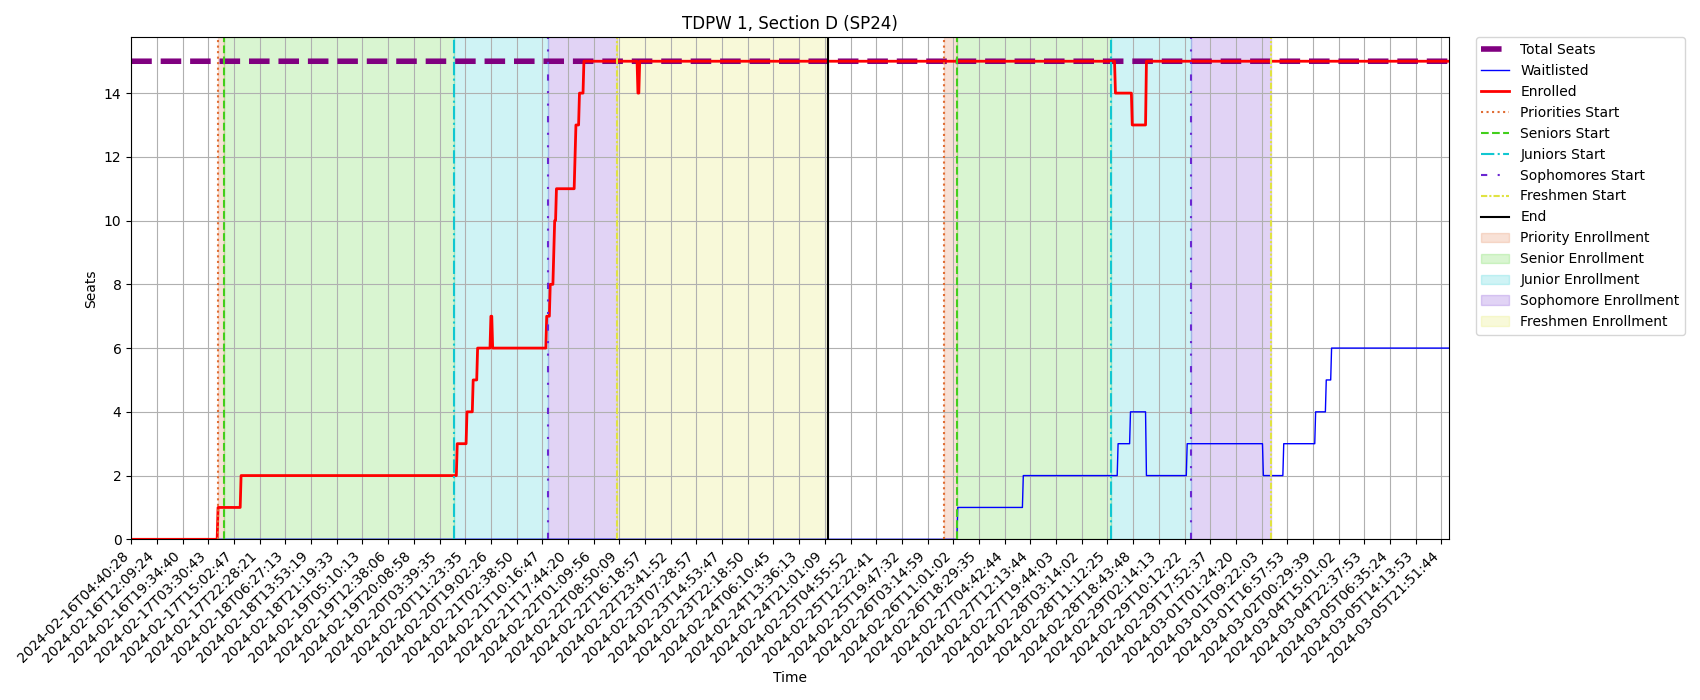 TDPW 1, Section D (SP24)
Total Seats
Waitlisted
Enrolled
Priorities Start
Seniors Start
Juniors Start
Sophomores Start
Freshmen Start
End
Priority Enrollment
Senior Enrollment
Junior Enrollment
Sophomore Enrollment
Freshmen Enrollment
Seats
14
12
10
8
6
4
2
0
2024-02-16T04:40:28
2024-02-16T12:09:24
2024-02-16T19:34:40
2024-02-17T03:30:43
2024-02-17T15:02:47
2024-02-17T22:28:21
2024-02-18T06:27:13
2024-02-18T13:53:19
2024-02-18T21:19:33
2024-02-19T05:10:13
2024-02-19T12:38:06
2024-02-19T20:08:58
2024-02-20T03:39:35
2024-02-20T11:23:35
2024-02-20T19:02:26
2024-02-21T02:38:50
2024-02-21T10:16:47
2024-02-21T17:44:20
2024-02-22T01:09:56
2024-02-22T08:50:09
2024-02-22T16:18:57
2024-02-22T23:41:52
2024-02-23T07:28:57
2024-02-23T14:53:47
2024-02-23T22:18:50
2024-02-24T06:10:45
2024-02-24T13:36:13
2024-02-24T21:01:09
2024-02-25T04:55:52
2024-02-25T12:22:41
2024-02-25T19:47:32
2024-02-26T03:14:59
2024-02-26T11:01:02
2024-02-26T18:29:35
2024-02-27T04:42:44
2024-02-27T12:13:44
2024-02-27T19:44:03
2024-02-28T03:14:02
2024-02-28T11:12:25
2024-02-28T18:43:48
2024-02-29T02:14:13
2024-02-29T10:12:22
2024-02-29T17:52:37
2024-03-01T01:24:20
2024-03-01T09:22:03
2024-03-01T16:57:53
2024-03-04T00:29:39
2024-03-04T15:01:02
2024-03-04T22:37:53
2024-03-05T06:35:24
2024-03-05T14:13:53
2024-03-05T21:51:44
Time